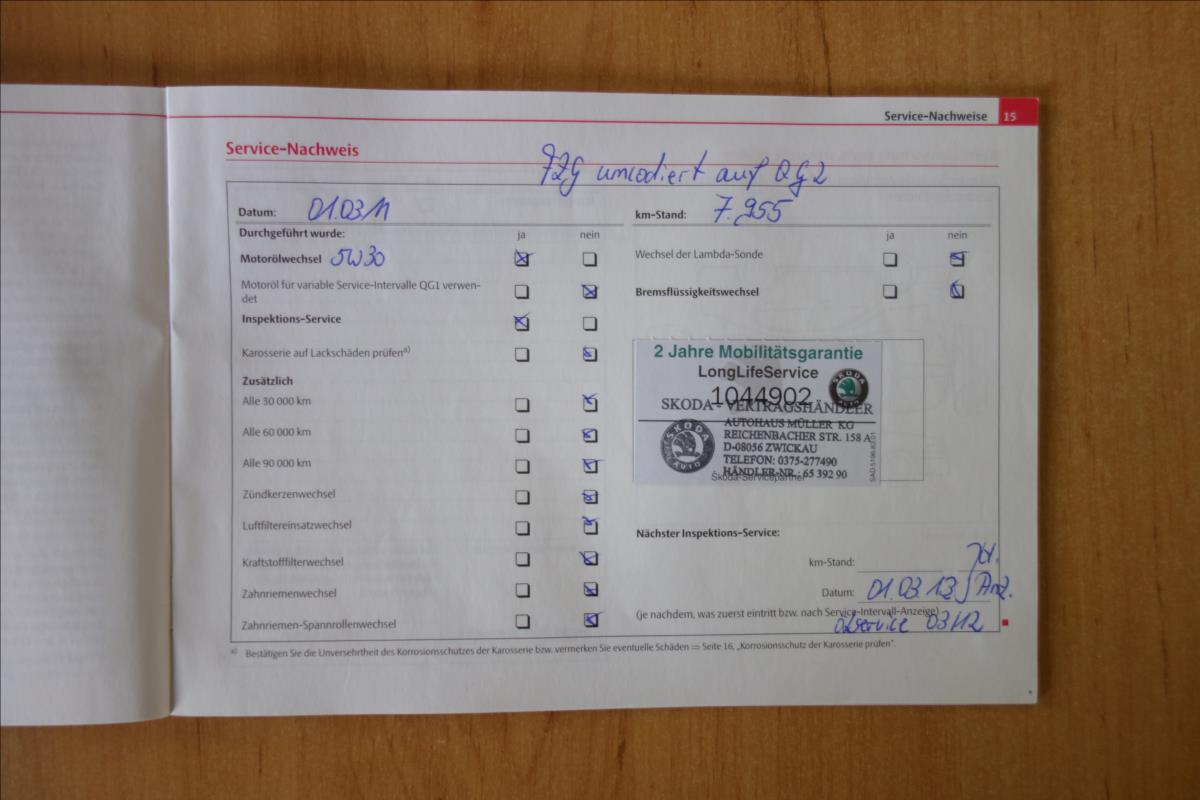 Service-Nachweise 15
Service-Nachweis
FZG umcodiert auf QG2
Datum: 01.03.11
km-Stand: 7.955
Durchgeführt wurde: ja nein
ja nein
Motorölwechsel 5W30
Wechsel der Lambda-Sonde
Motoröl für variable Service-Intervalle QG1 verwen-
det
Bremsflüssigkeitswechsel
Inspektions-Service
Karosserie auf Lackschäden prüfen a)
Zusätzlich
Alle 30 000 km
Alle 60 000 km
Alle 90 000 km
Zündkerzenwechsel
Luftfiltereinsatzwechsel
Kraftstofffilterwechsel
Zahnriemenwechsel
Zahnriemen-Spannrollenwechsel
2 Jahre Mobilitätsgarantie
LongLifeService
1044902
SKODA - VERTRAGSHÄNDLER
AUTOHAUS MÜLLER KG
REICHENBACHER STR. 158 A
D-08056 ZWICKAU
TELEFON: 0375-277490
HÄNDLER-NR.: 65 392 90
Škoda-Servicepartner
SKODA
AUTO
Nächster Inspektions-Service:
km-Stand:
Datum: 01.03.13 / Anz.
(je nachdem, was zuerst eintritt bzw. nach Service-Intervall-Anzeige)
Ölservice 03/12
a) Bestätigen Sie die Unversehrtheit des Korrosionsschutzes der Karosserie bzw. vermerken Sie eventuelle Schäden ⇒ Seite 16, „Korrosionsschutz der Karosserie prüfen".